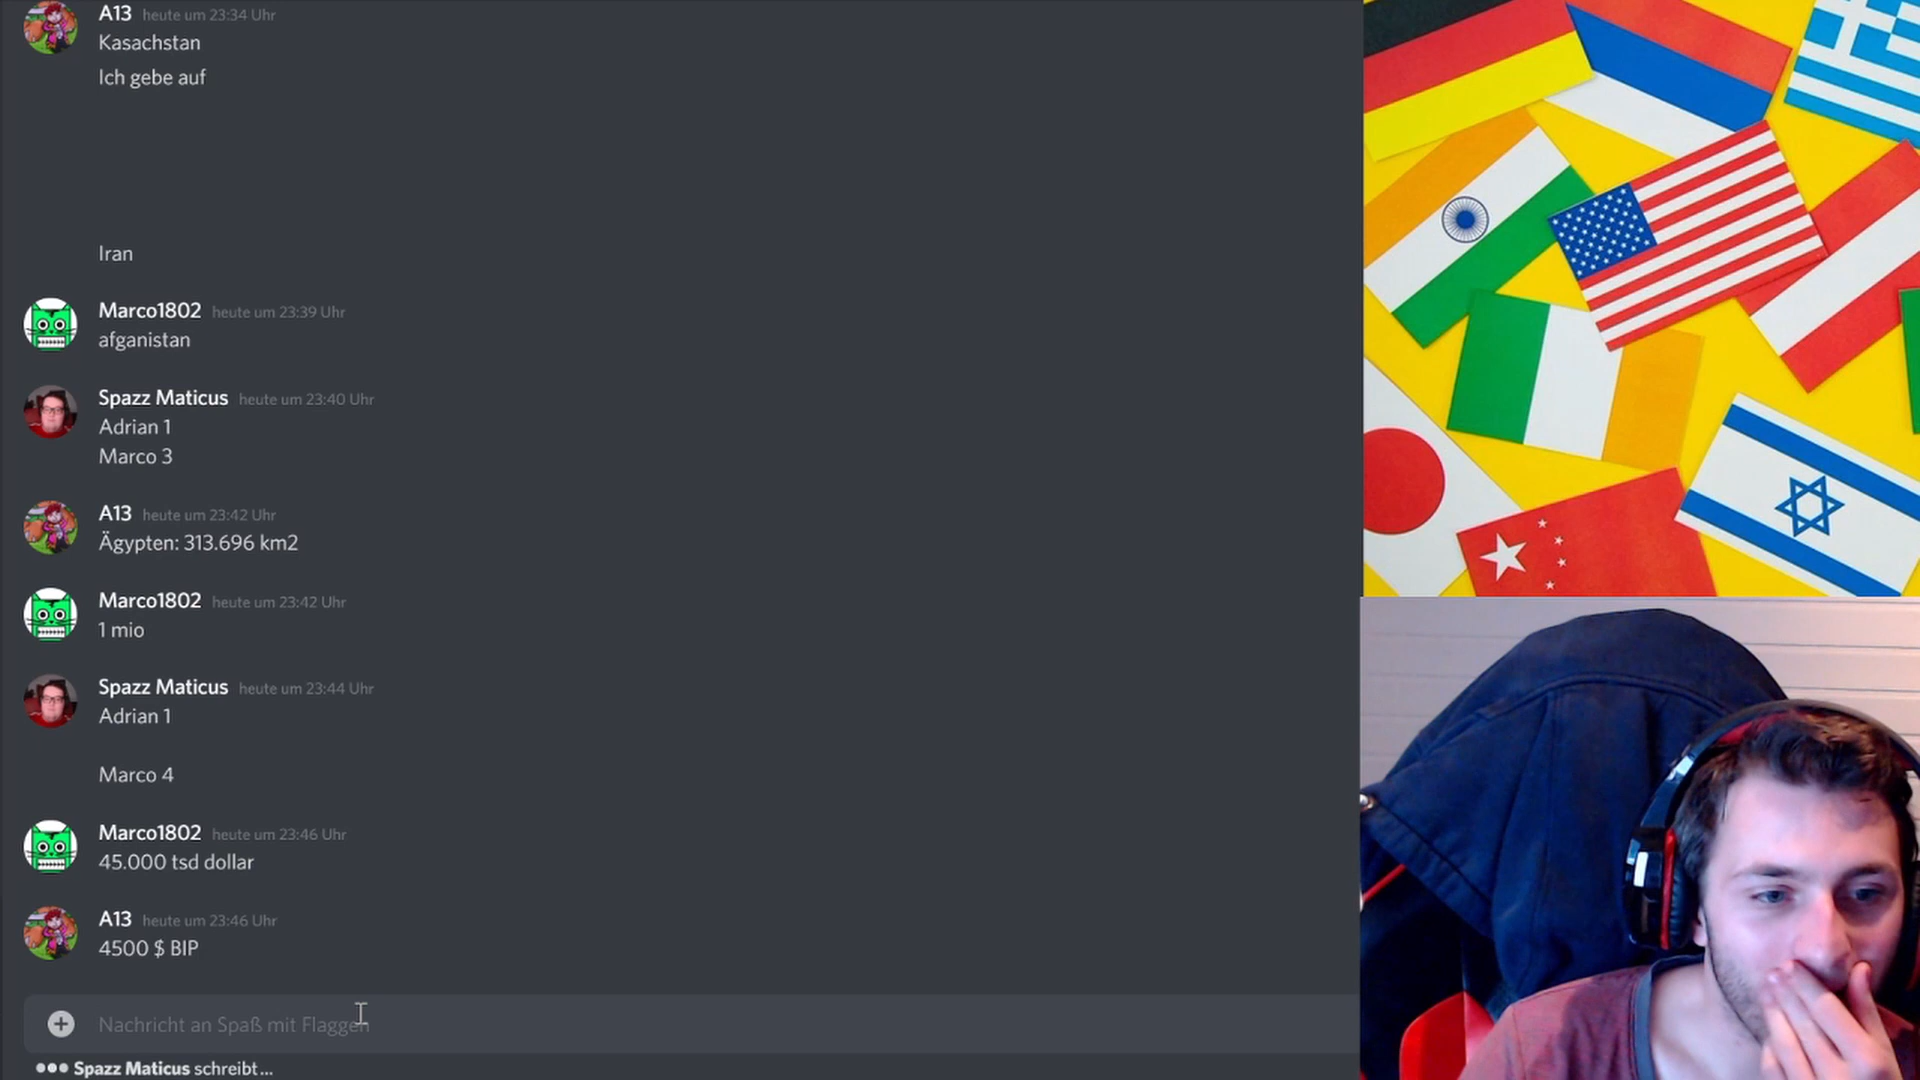 A13 heute um 23:34 Uhr
Kasachstan
Ich gebe auf
Iran
Marco1802 heute um 23:39 Uhr
afganistan
Spazz Maticus heute um 23:40 Uhr
Adrian 1
Marco 3
A13 heute um 23:42 Uhr
Ägypten: 313.696 km2
Marco1802 heute um 23:42 Uhr
1 mio
Spazz Maticus heute um 23:44 Uhr
Adrian 1
Marco 4
Marco1802 heute um 23:46 Uhr
45.000 tsd dollar
A13 heute um 23:46 Uhr
4500 $ BIP
Nachricht an Spaß mit Flaggen
Spazz Maticus schreibt...